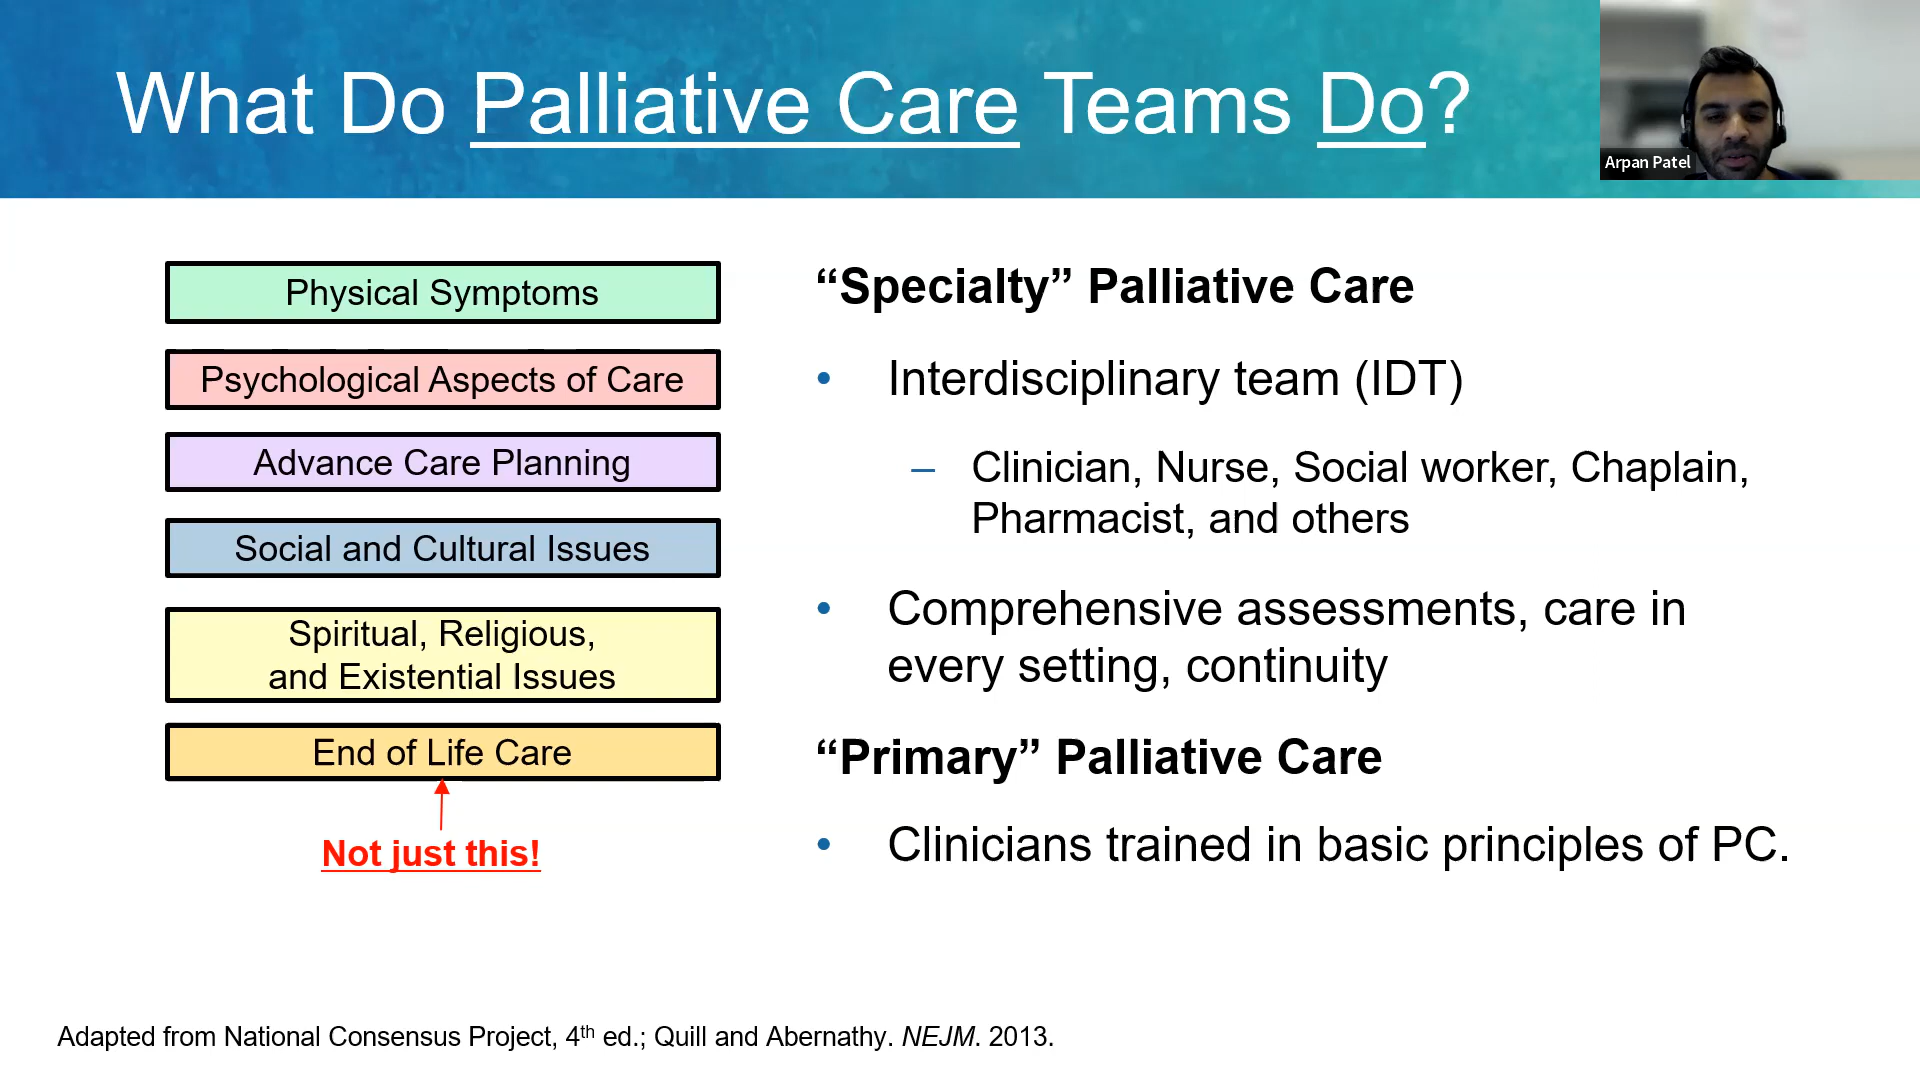 What Do Palliative Care Teams Do?
Arpan Patel
Physical Symptoms
Psychological Aspects of Care
Advance Care Planning
Social and Cultural Issues
Spiritual, Religious,
and Existential Issues
End of Life Care
Not just this!
“Specialty” Palliative Care
• Interdisciplinary team (IDT)
– Clinician, Nurse, Social worker, Chaplain,
Pharmacist, and others
• Comprehensive assessments, care in
every setting, continuity
“Primary” Palliative Care
• Clinicians trained in basic principles of PC.
Adapted from National Consensus Project, 4th ed.; Quill and Abernathy. NEJM. 2013.